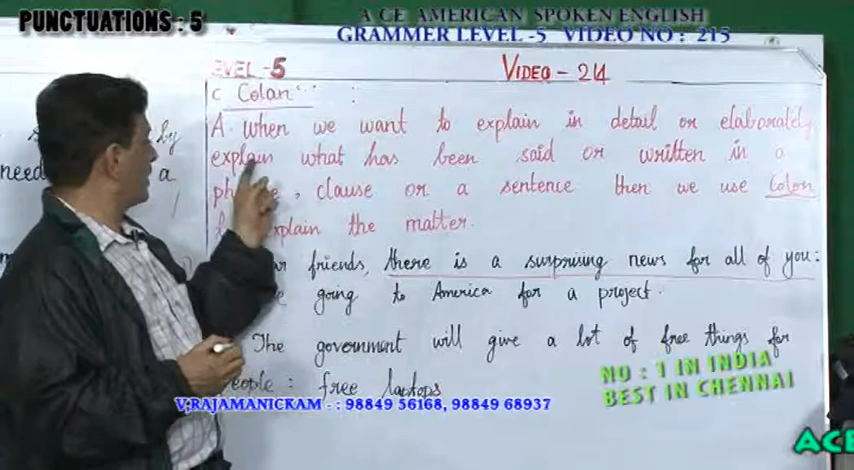 PUNCTUATIONS : 5
A CE AMERICAN SPOKEN ENGLISH
GRAMMER LEVEL -5 VIDEO NO : 215
EVEL -5
VIDEO - 214
C Colan :
A. when we want to explain in detail or elaborately
explain what has been said or written in a
clause or a sentence then we use Colan
explain the matter.
friends, there is a surprising news for all of you:
going to America for a project.
The government will give a lot of free things for
people : free laptops
by
need a
NO : 1 IN INDIA
BEST IN CHENNAI
V.RAJAMANICKAM - : 98849 56168, 98849 68937
ACE